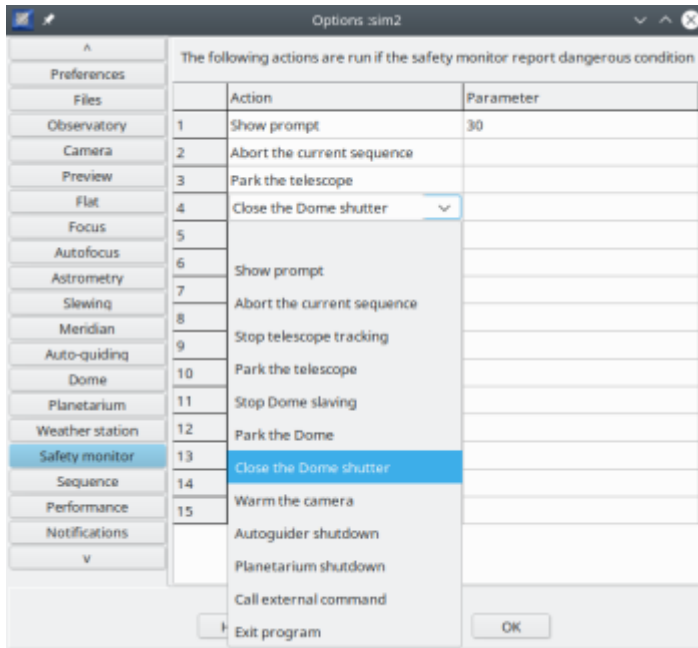 Options :sim2
The following actions are run if the safety monitor report dangerous condition
Preferences
Files
Observatory
Camera
Preview
Flat
Focus
Autofocus
Astrometry
Slewing
Meridian
Auto-guiding
Dome
Planetarium
Weather station
Safety monitor
Sequence
Performance
Notifications
Action Parameter
1 Show prompt 30
2 Abort the current sequence
3 Park the telescope
4 Close the Dome shutter
5
6
7
8
9
10
11
12
13
14
15
Show prompt
Abort the current sequence
Stop telescope tracking
Park the telescope
Stop Dome slaving
Park the Dome
Close the Dome shutter
Warm the camera
Autoguider shutdown
Planetarium shutdown
Call external command
Exit program
OK